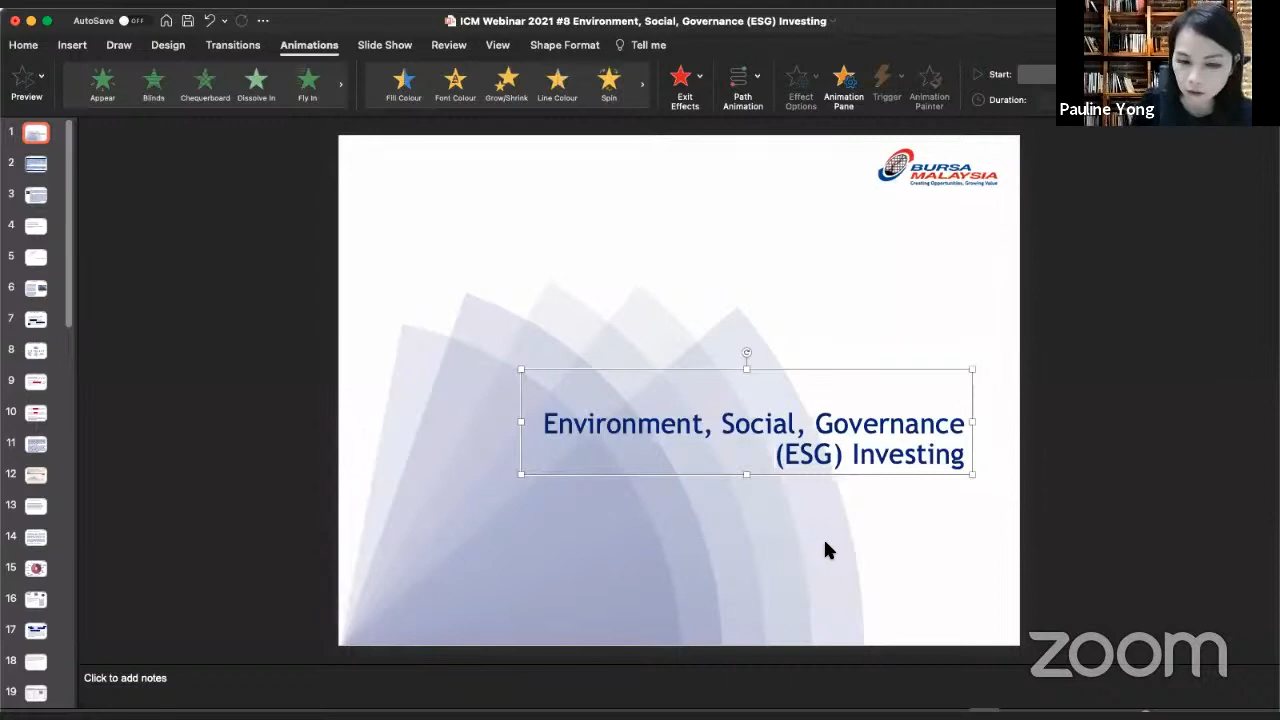 AutoSave OFF
ICM Webinar 2021 #8 Environment, Social, Governance (ESG) Investing
Home Insert Draw Design Transitions Animations Slide Show Review View Shape Format Tell me
Preview
Appear Blinds Chequerboard Dissolve In Fly In
Fill Colour Font Colour Grow/Shrink Line Colour Spin
Exit Effects
Path Animation
Effect Options
Animation Pane
Trigger
Animation Painter
Start:
Duration:
Pauline Yong
1
2
3
4
5
6
7
8
9
10
11
12
13
14
15
16
17
18
19
BURSA
MALAYSIA
Creating Opportunities, Growing Value
Environment, Social, Governance
(ESG) Investing
Click to add notes
zoom